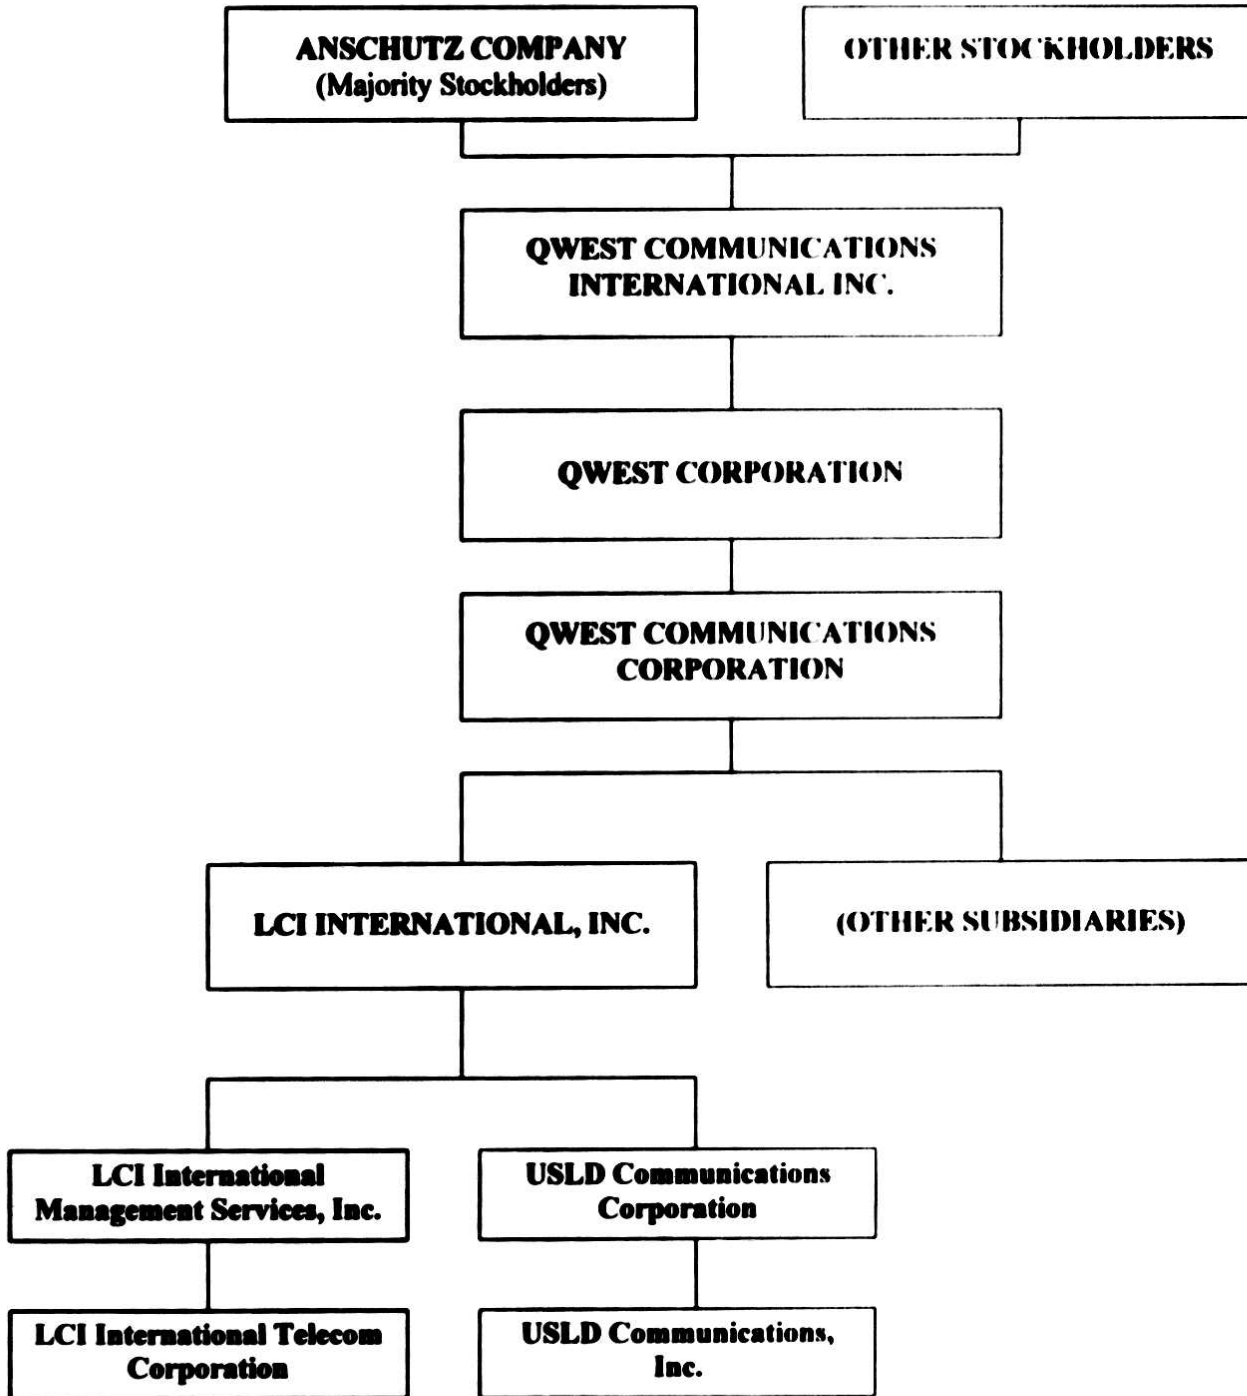 ANSCHUTZ COMPANY
(Majority Stockholders)
OTHER STOCKHOLDERS
QWEST COMMUNICATIONS
INTERNATIONAL INC.
QWEST CORPORATION
QWEST COMMUNICATIONS
CORPORATION
LCI INTERNATIONAL, INC.
(OTHER SUBSIDIARIES)
LCI International
Management Services, Inc.
USLD Communications
Corporation
LCI International Telecom
Corporation
USLD Communications,
Inc.